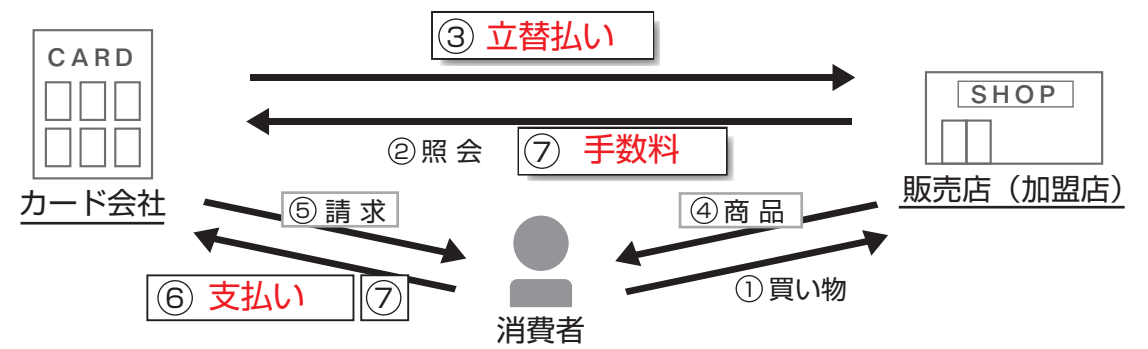 ③ 立替払い
CARD
SHOP
② 照会
⑦ 手数料
カード会社
販売店（加盟店）
⑤ 請求
④ 商品
① 買い物
⑥ 支払い
⑦
消費者